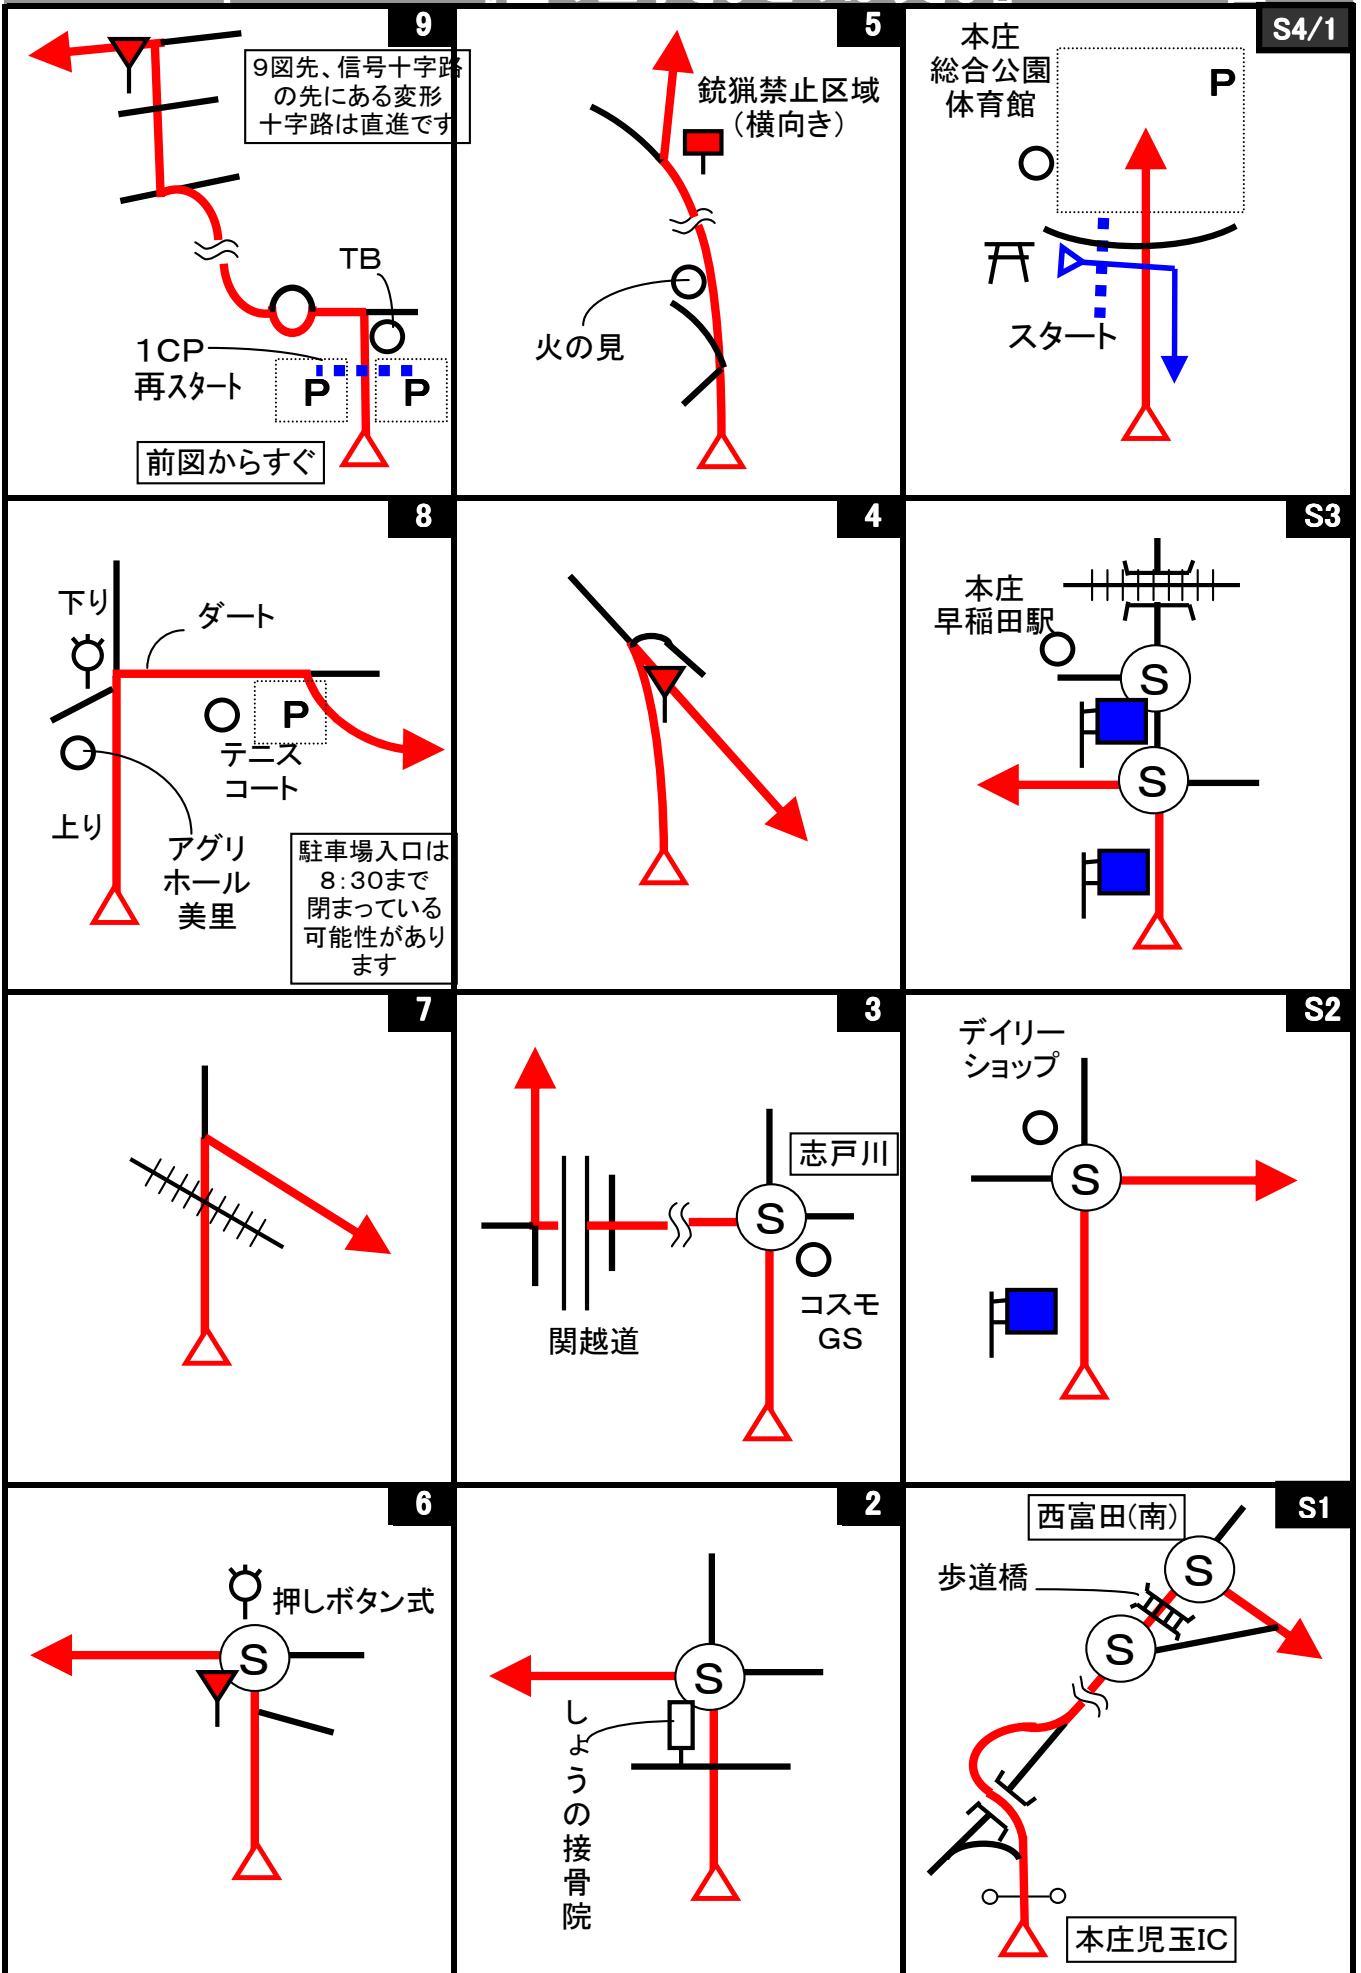 9
9図先、信号十字路
の先にある変形
十字路は直進です
TB
1CP
再スタート
P
P
前図からすぐ
5
銃猟禁止区域
(横向き)
火の見
S4/1
本庄
総合公園
体育館
P
スタート
8
下り
ダート
P
テニス
コート
上り
アグリ
ホール
美里
駐車場入口は
8:30まで
閉まっている
可能性があり
ます
4
S3
本庄
早稲田駅
S
S
7
3
志戸川
S
コスモ
GS
関越道
S2
デイリー
ショップ
S
6
押しボタン式
S
2
S
しょうの接骨院
S1
西富田(南)
S
歩道橋
S
本庄児玉IC